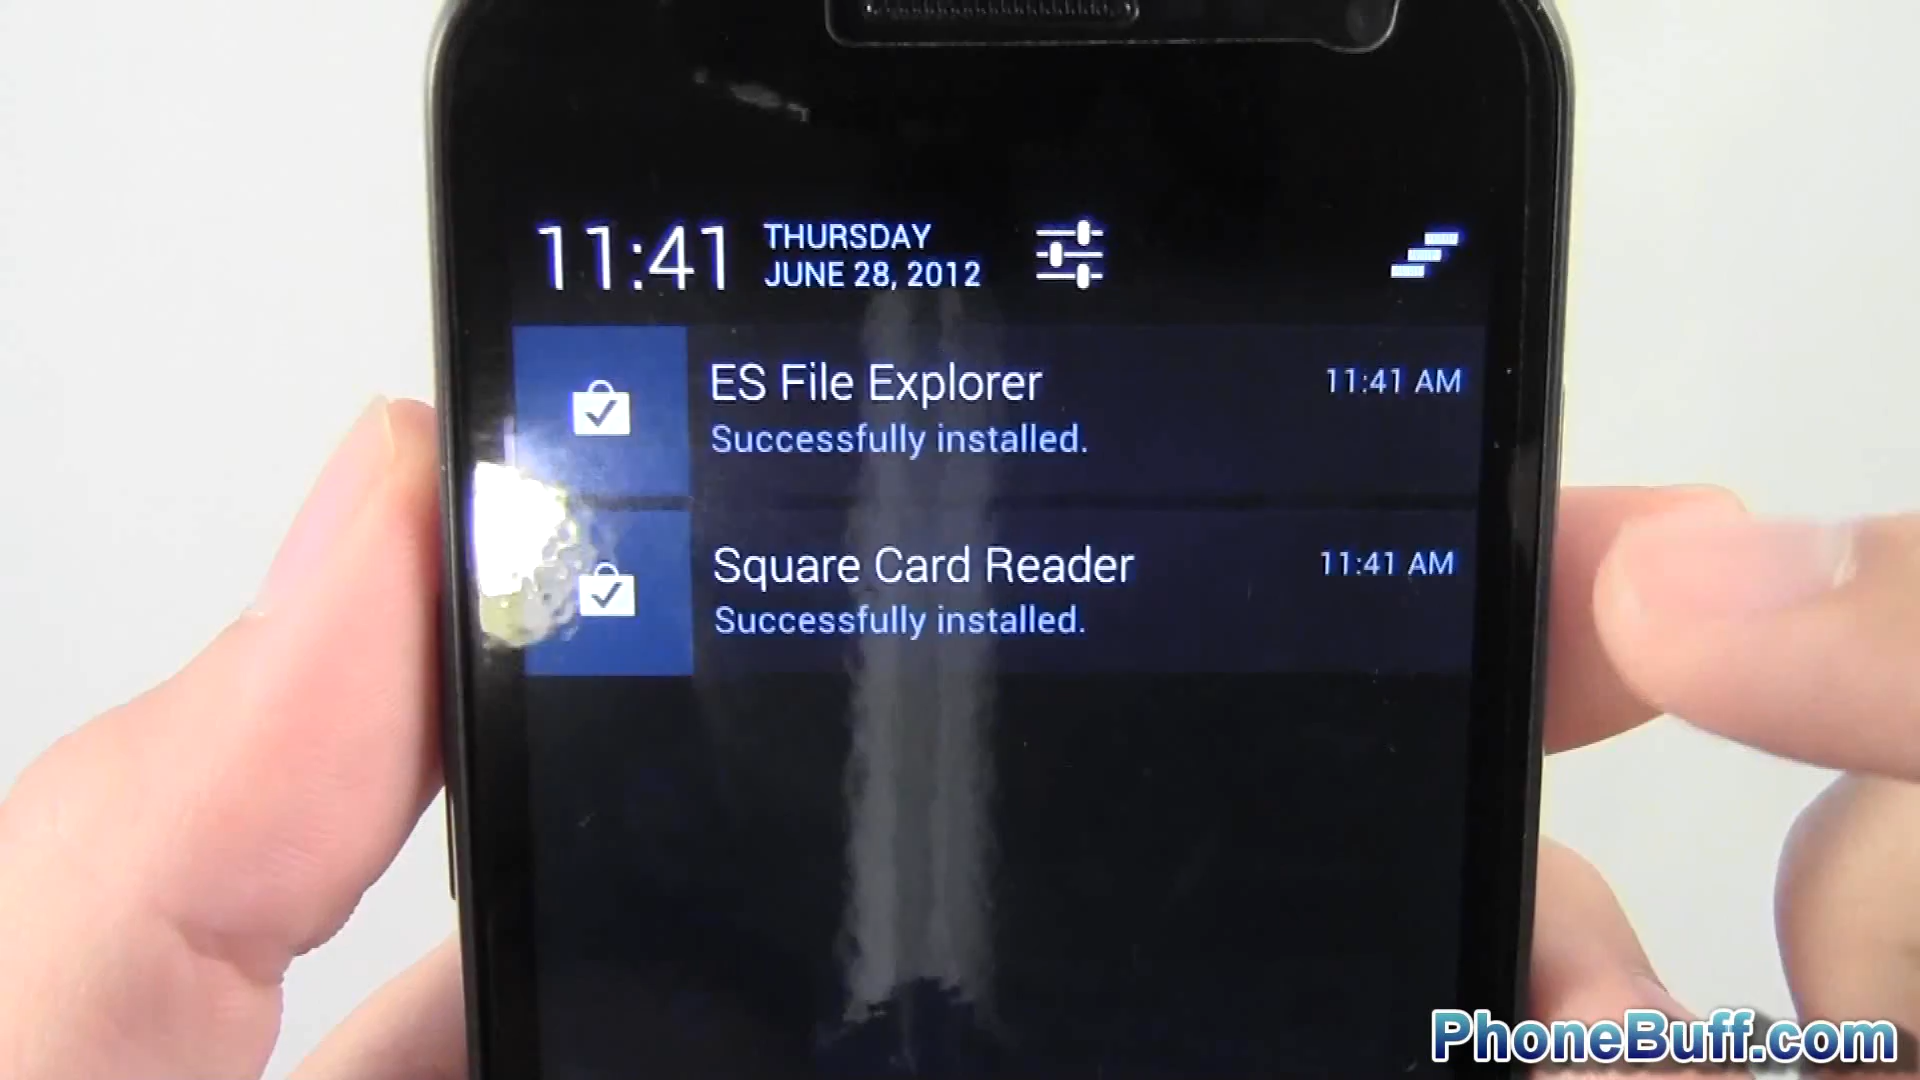 11:41 THURSDAY
JUNE 28, 2012
ES File Explorer 11:41 AM
Successfully installed.
Square Card Reader 11:41 AM
Successfully installed.
PhoneBuff.com